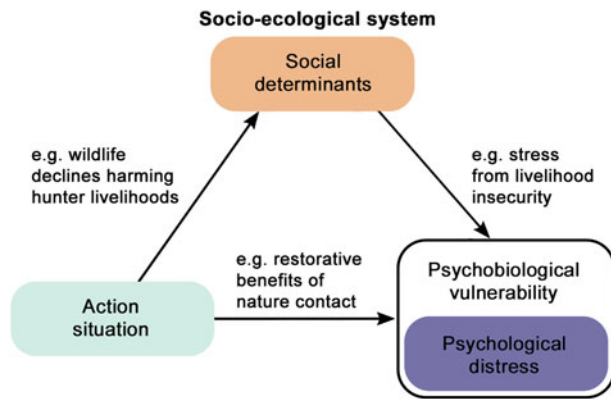 Socio-ecological system
Social
determinants
e.g. wildlife
declines harming
hunter livelihoods
e.g. stress
from livelihood
insecurity
e.g. restorative
benefits of
nature contact
Action
situation
Psychobiological
vulnerability
Psychological
distress